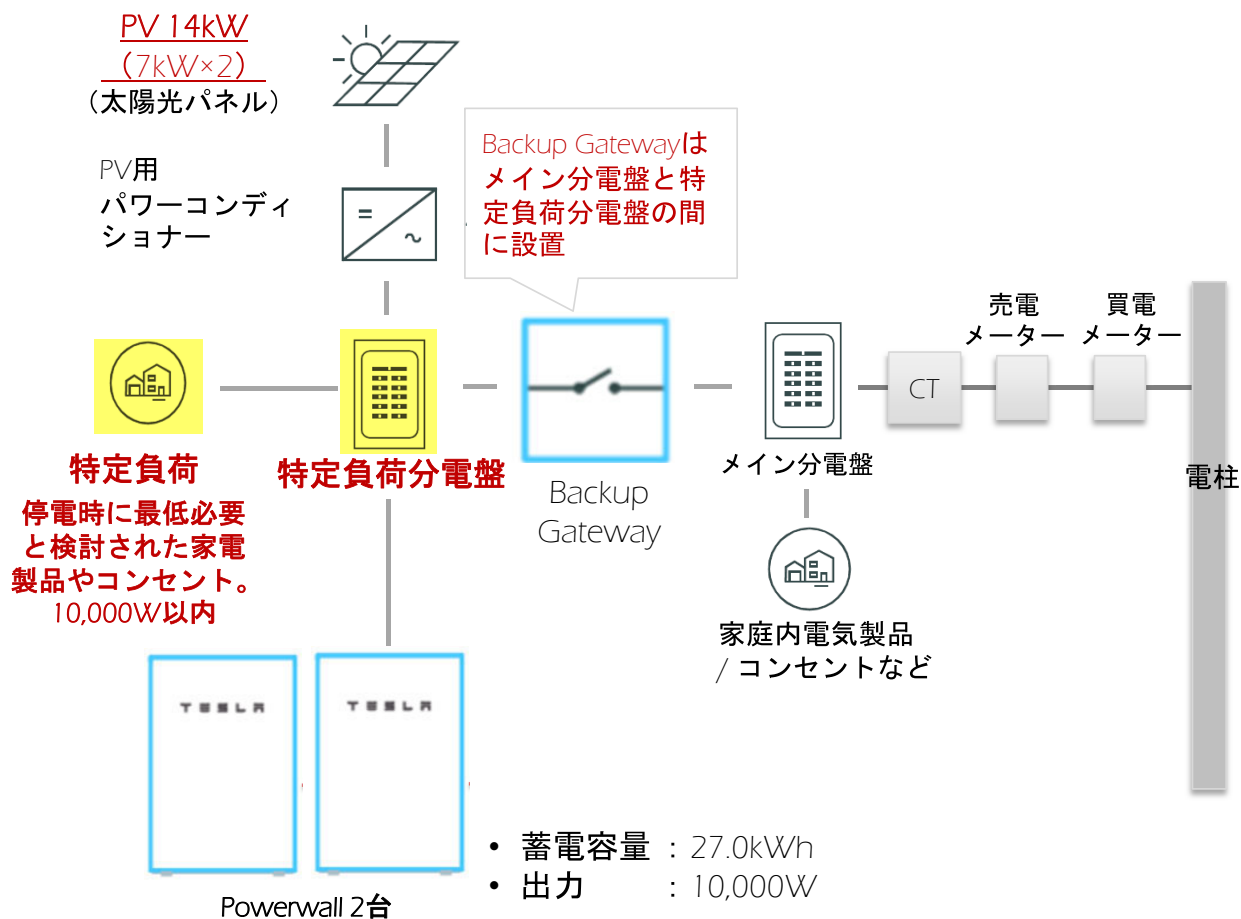 PV 14kW
（7kW×2）
（太陽光パネル）
PV用
パワーコンディ
ショナー
Backup Gatewayは
メイン分電盤と特
定負荷分電盤の間
に設置
売電
メーター
買電
メーター
CT
電柱
特定負荷
停電時に最低必要
と検討された家電
製品やコンセント。
10,000W以内
特定負荷分電盤
Backup
Gateway
メイン分電盤
家庭内電気製品
/ コンセントなど
TESLA
TESLA
Powerwall 2台
• 蓄電容量 : 27.0kWh
• 出力 : 10,000W